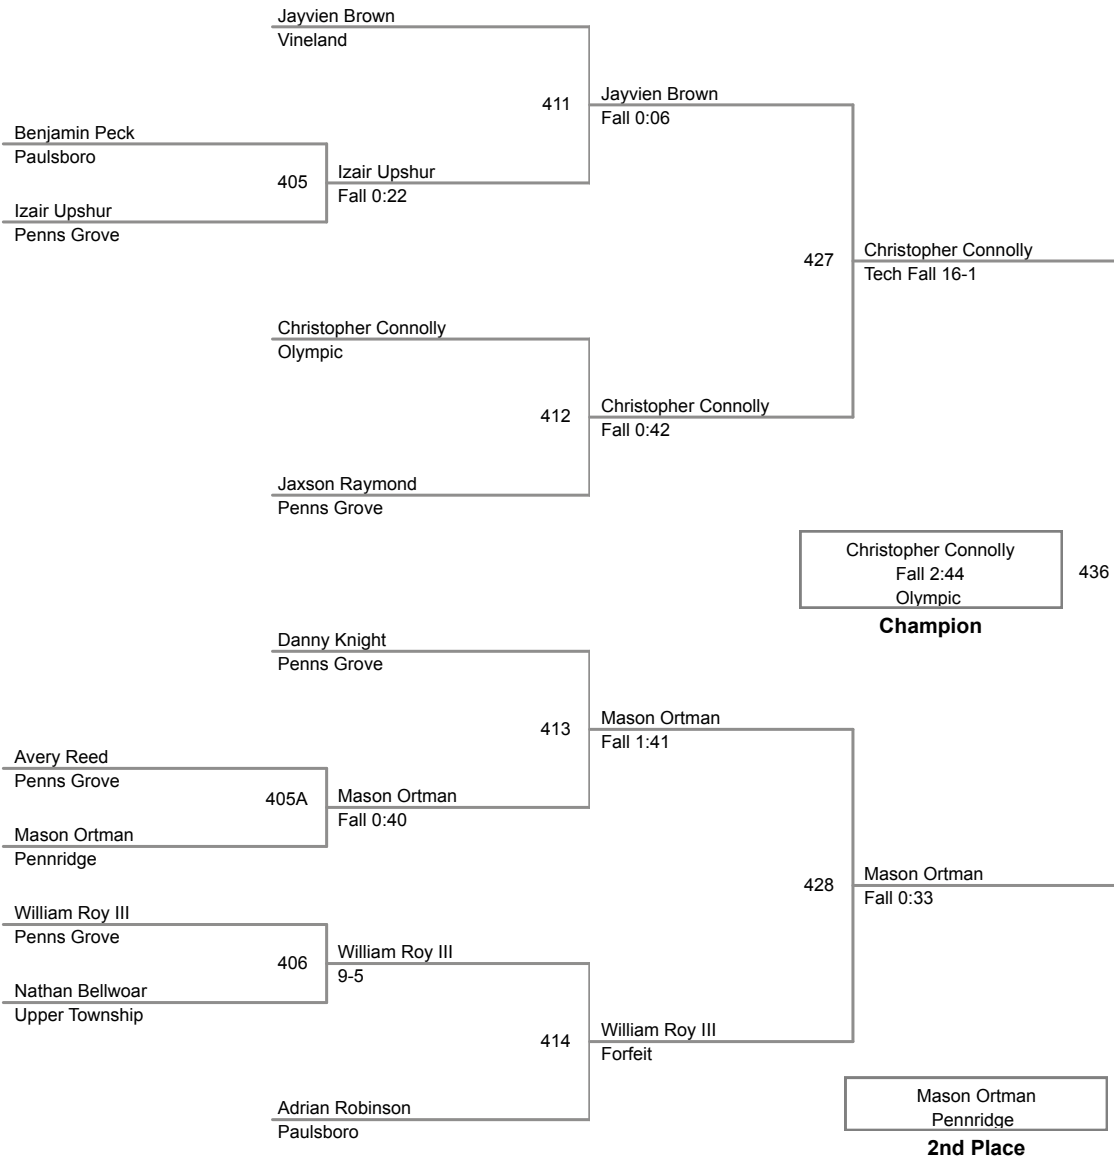 Jayvien Brown
Vineland
411
Jayvien Brown
Fall 0:06
Benjamin Peck
Paulsboro
405
Izair Upshur
Fall 0:22
Izair Upshur
Penns Grove
427
Christopher Connolly
Tech Fall 16-1
Christopher Connolly
Olympic
412
Christopher Connolly
Fall 0:42
Jaxson Raymond
Penns Grove
Christopher Connolly
Fall 2:44
Olympic
436
Champion
Danny Knight
Penns Grove
413
Mason Ortman
Fall 1:41
Avery Reed
Penns Grove
405A
Mason Ortman
Fall 0:40
Mason Ortman
Pennridge
428
Mason Ortman
Fall 0:33
William Roy III
Penns Grove
406
William Roy III
9-5
Nathan Bellwoar
Upper Township
414
William Roy III
Forfeit
Adrian Robinson
Paulsboro
Mason Ortman
Pennridge
2nd Place